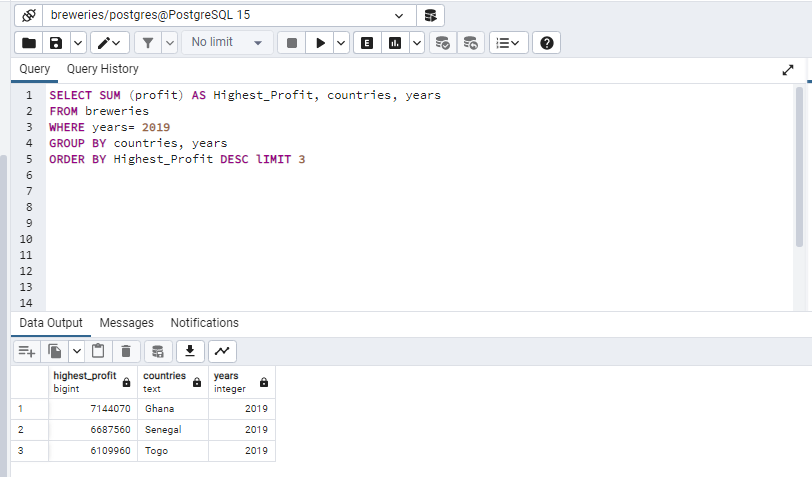 breweries/postgres@PostgreSQL 15
No limit
E
Query Query History
1 SELECT SUM (profit) AS Highest_Profit, countries, years
2 FROM breweries
3 WHERE years= 2019
4 GROUP BY countries, years
5 ORDER BY Highest_Profit DESC lIMIT 3
6
7
8
9
10
11
12
13
14
Data Output Messages Notifications
highest_profit countries years
bigint text integer
1 7144070 Ghana 2019
2 6687560 Senegal 2019
3 6109960 Togo 2019